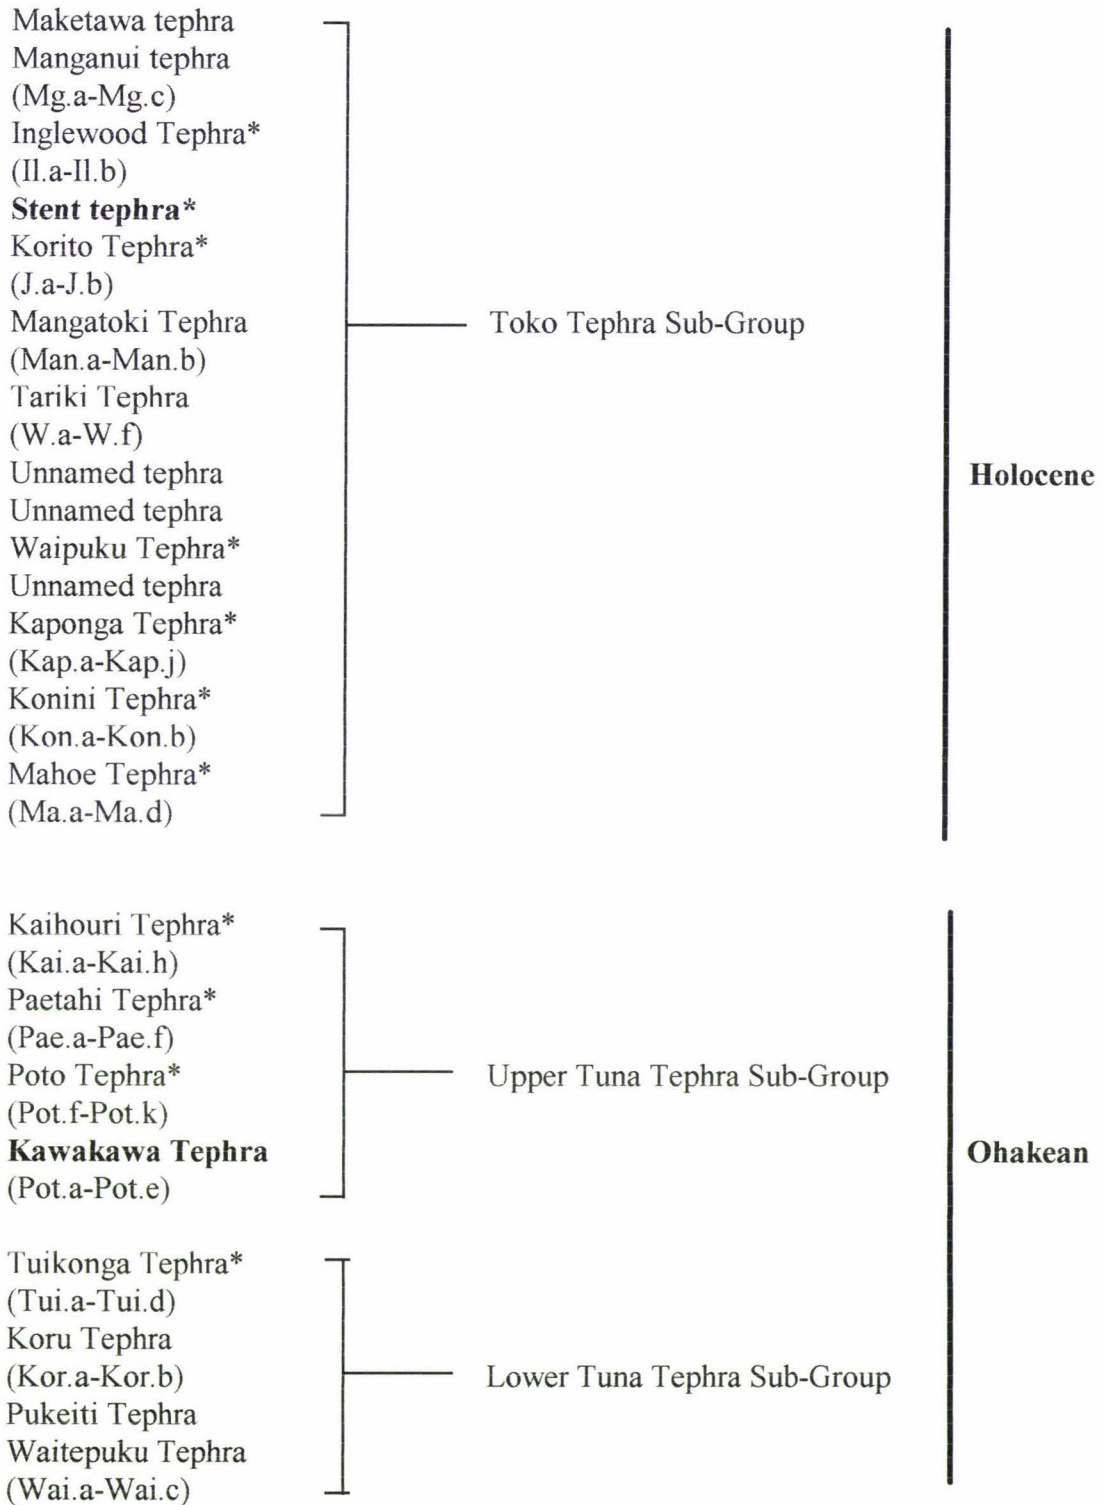 Maketawa tephra
Manganui tephra
(Mg.a-Mg.c)
Inglewood Tephra*
(Il.a-Il.b)
Stent tephra*
Korito Tephra*
(J.a-J.b)
Mangatoki Tephra
(Man.a-Man.b)
Tariki Tephra
(W.a-W.f)
Unnamed tephra
Unnamed tephra
Waipuku Tephra*
Unnamed tephra
Kaponga Tephra*
(Kap.a-Kap.j)
Konini Tephra*
(Kon.a-Kon.b)
Mahoe Tephra*
(Ma.a-Ma.d)
Toko Tephra Sub-Group
Holocene
Kaihouri Tephra*
(Kai.a-Kai.h)
Paetahi Tephra*
(Pae.a-Pae.f)
Poto Tephra*
(Pot.f-Pot.k)
Kawakawa Tephra
(Pot.a-Pot.e)
Upper Tuna Tephra Sub-Group
Tuikonga Tephra*
(Tui.a-Tui.d)
Koru Tephra
(Kor.a-Kor.b)
Pukeiti Tephra
Waitepuku Tephra
(Wai.a-Wai.c)
Lower Tuna Tephra Sub-Group
Ohakean